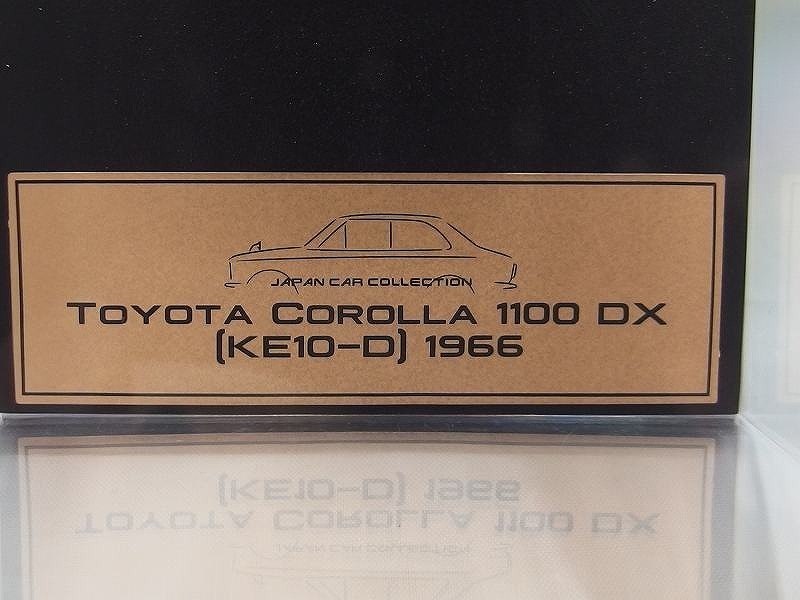 JAPAN CAR COLLECTION
TOYOTA COROLLA 1100 DX
(KE10-D) 1966